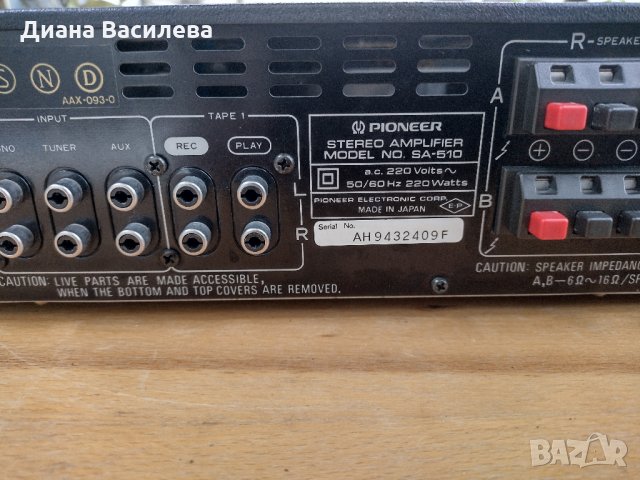 Диана Василева
S N D
AAX-093-0
INPUT
TUNER
AUX
TAPE 1
REC
PLAY
L
R
PIONEER
STEREO AMPLIFIER
MODEL NO. SA-510
a.c. 220 Volts~
50/60 Hz 220 Watts
PIONEER ELECTRONIC CORP.
MADE IN JAPAN
Serial No.
AH9432409F
R-SPEAKE
A
B
CAUTION: LIVE PARTS ARE MADE ACCESSIBLE,
WHEN THE BOTTOM AND TOP COVERS ARE REMOVED.
CAUTION: SPEAKER IMPEDANC
A,B—6Ω~16Ω/SP
BAZAR